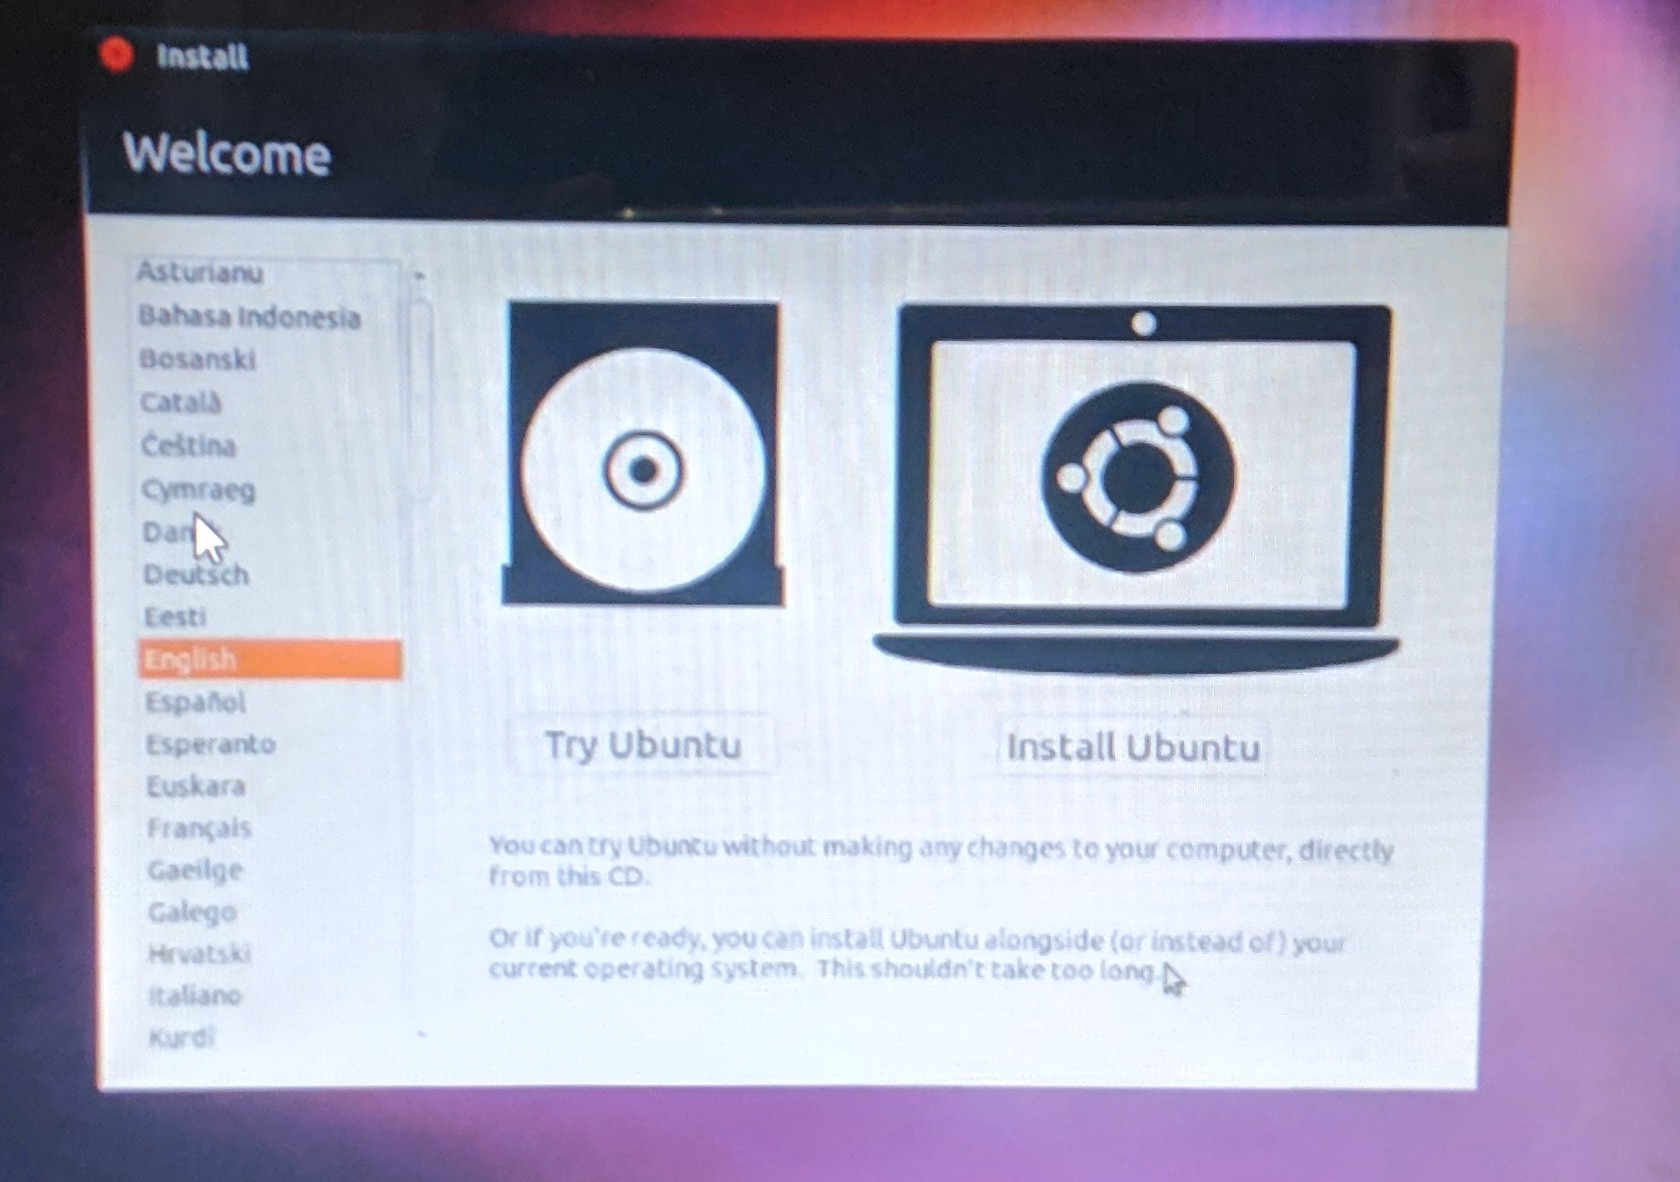 Install
Welcome
Asturianu
Bahasa Indonesia
Bosanski
Català
Čeština
Cymraeg
Dan
Deutsch
Eesti
English
Español
Esperanto
Euskara
Français
Gaeilge
Galego
Hrvatski
Italiano
Kurdî
Try Ubuntu
Install Ubuntu
You can try Ubuntu without making any changes to your computer, directly
from this CD.
Or if you're ready, you can install Ubuntu alongside (or instead of) your
current operating system. This shouldn't take too long.